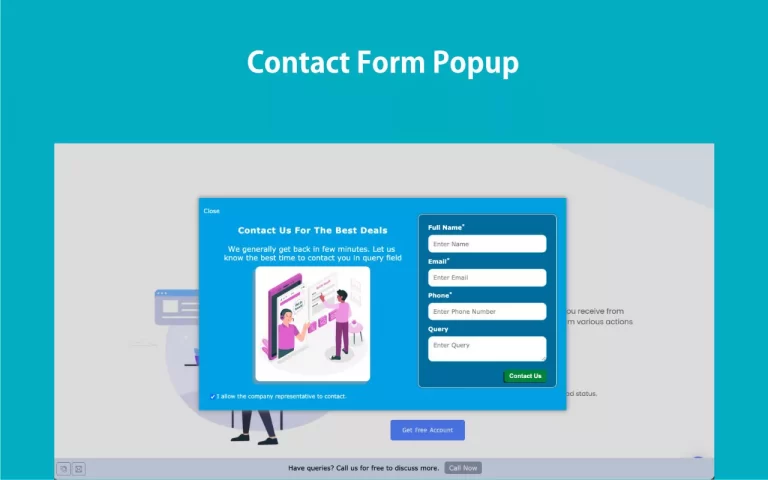 Contact Form Popup
Close
Contact Us For The Best Deals
We generally get back in few minutes. Let us
know the best time to contact you in query field
I allow the company representative to contact.
Full Name*
Enter Name
Email*
Enter Email
Phone*
Enter Phone Number
Query
Enter Query
Contact Us
ou receive from
m various actions
od status.
Get Free Account
Have queries? Call us for free to discuss more.
Call Now